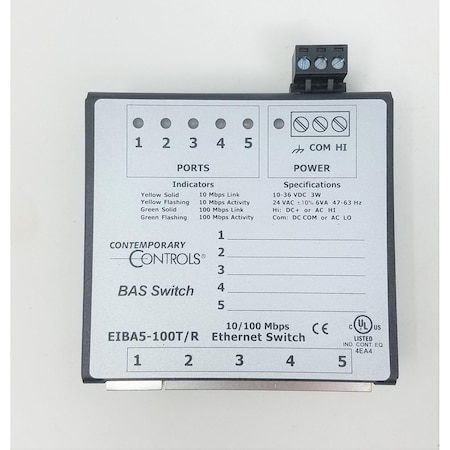 1 2 3 4 5
COM HI
PORTS
POWER
Indicators
Yellow Solid 10 Mbps Link
Yellow Flashing 10 Mbps Activity
Green Solid 100 Mbps Link
Green Flashing 100 Mbps Activity
Specifications
10-36 VDC 3W
24 VAC ±10% 6VA 47-63 Hz
Hi: DC+ or AC HI
Com: DC COM or AC LO
CONTEMPORARY
CONTROLS®
BAS Switch
1
2
3
4
5
EIBA5-100T/R
10/100 Mbps
Ethernet Switch
CE
C UL US
LISTED
IND. CONT. EQ.
4EA4
1 2 3 4 5